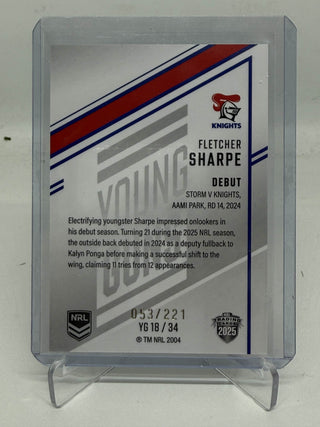 KNIGHTS
FLETCHER
SHARPE
DEBUT
STORM V KNIGHTS,
AAMI PARK, RD 14, 2024
YOUNG
GUNS
Electrifying youngster Sharpe impressed onlookers in
his debut season. Turning 21 during the 2025 NRL season,
the outside back debuted in 2024 as a deputy fullback to
Kalyn Ponga before making a successful shift to the
wing, claiming 11 tries from 12 appearances.
053/221
YG 18 / 34
® TM NRL 2004
NRL
2025